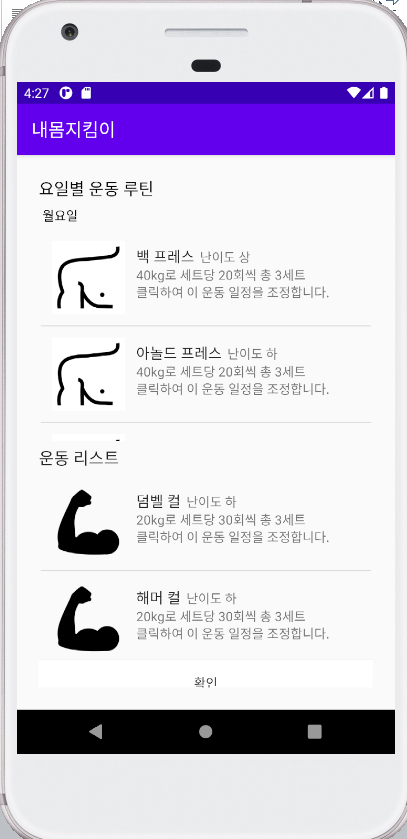 4:27
내몸지킴이
요일별 운동 루틴
월요일
백 프레스 난이도 상
40kg로 세트당 20회씩 총 3세트
클릭하여 이 운동 일정을 조정합니다.
아놀드 프레스 난이도 하
40kg로 세트당 20회씩 총 3세트
클릭하여 이 운동 일정을 조정합니다.
운동 리스트
덤벨 컬 난이도 하
20kg로 세트당 30회씩 총 3세트
클릭하여 이 운동 일정을 조정합니다.
해머 컬 난이도 하
20kg로 세트당 30회씩 총 3세트
클릭하여 이 운동 일정을 조정합니다.
확인